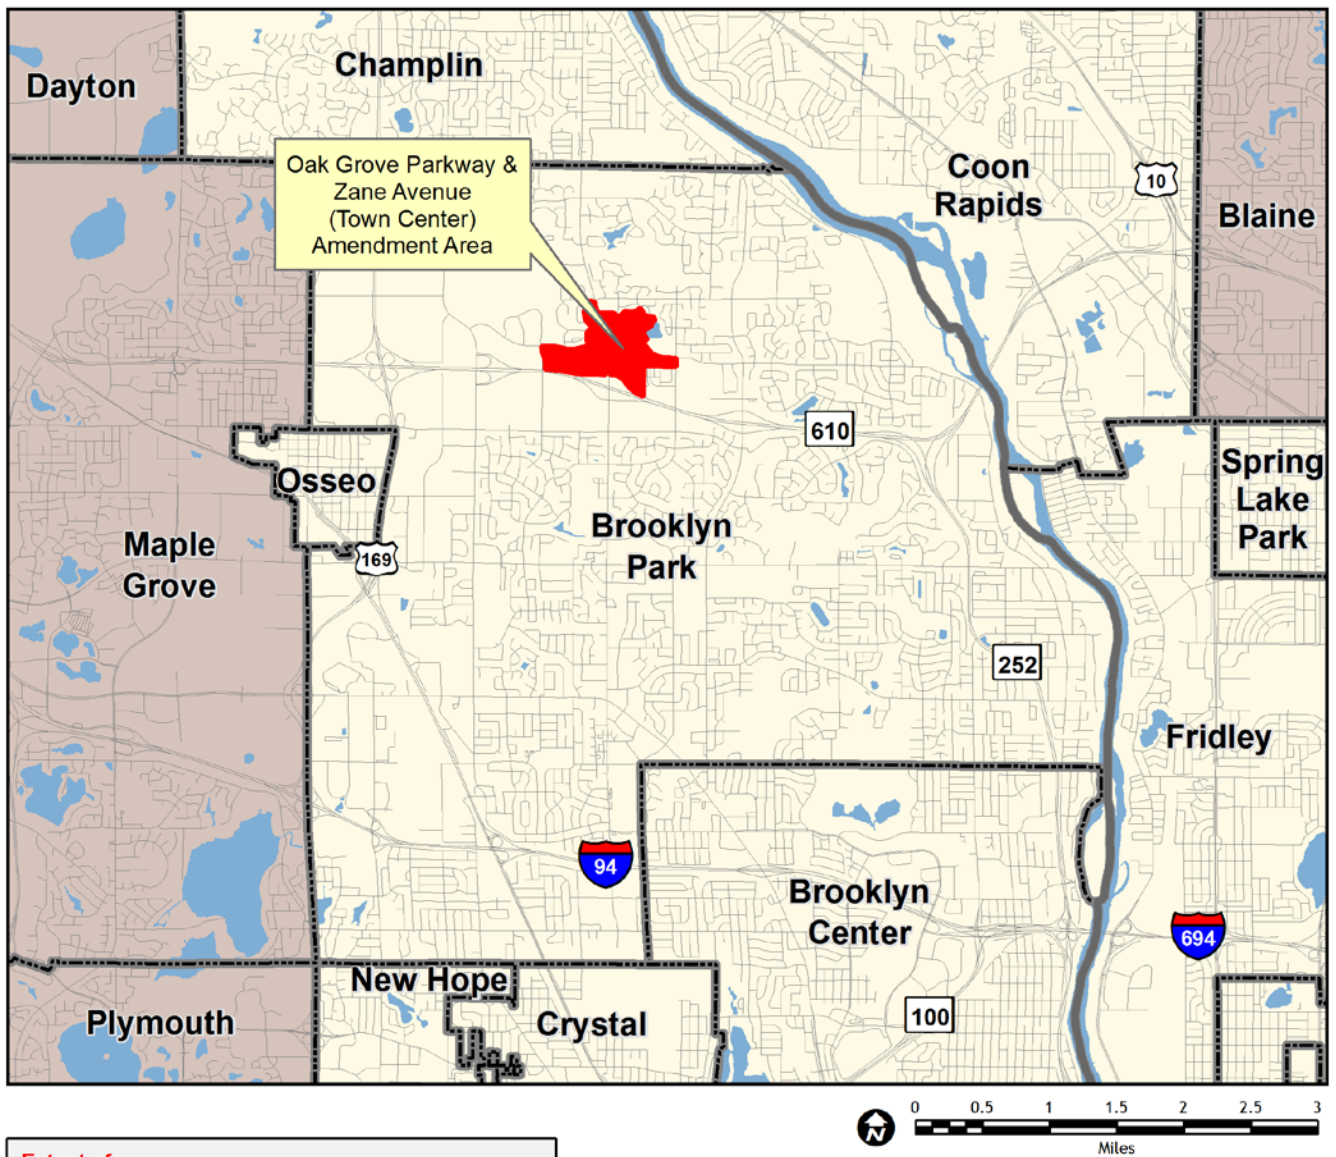 Dayton
Champlin
Oak Grove Parkway &
Zane Avenue
(Town Center)
Amendment Area
Coon
Rapids
10
Blaine
610
Osseo
Spring
Lake
Park
Maple
Grove
169
Brooklyn
Park
252
Fridley
94
Brooklyn
Center
694
New Hope
Plymouth
Crystal
100
N
0 0.5 1 1.5 2 2.5 3
Miles